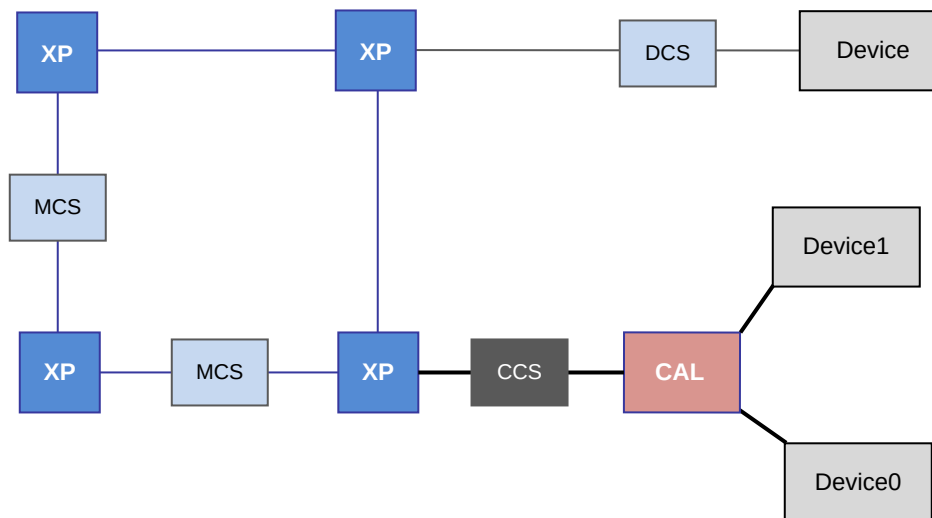 XP
XP
DCS
Device
MCS
Device1
XP
MCS
XP
CCS
CAL
Device0